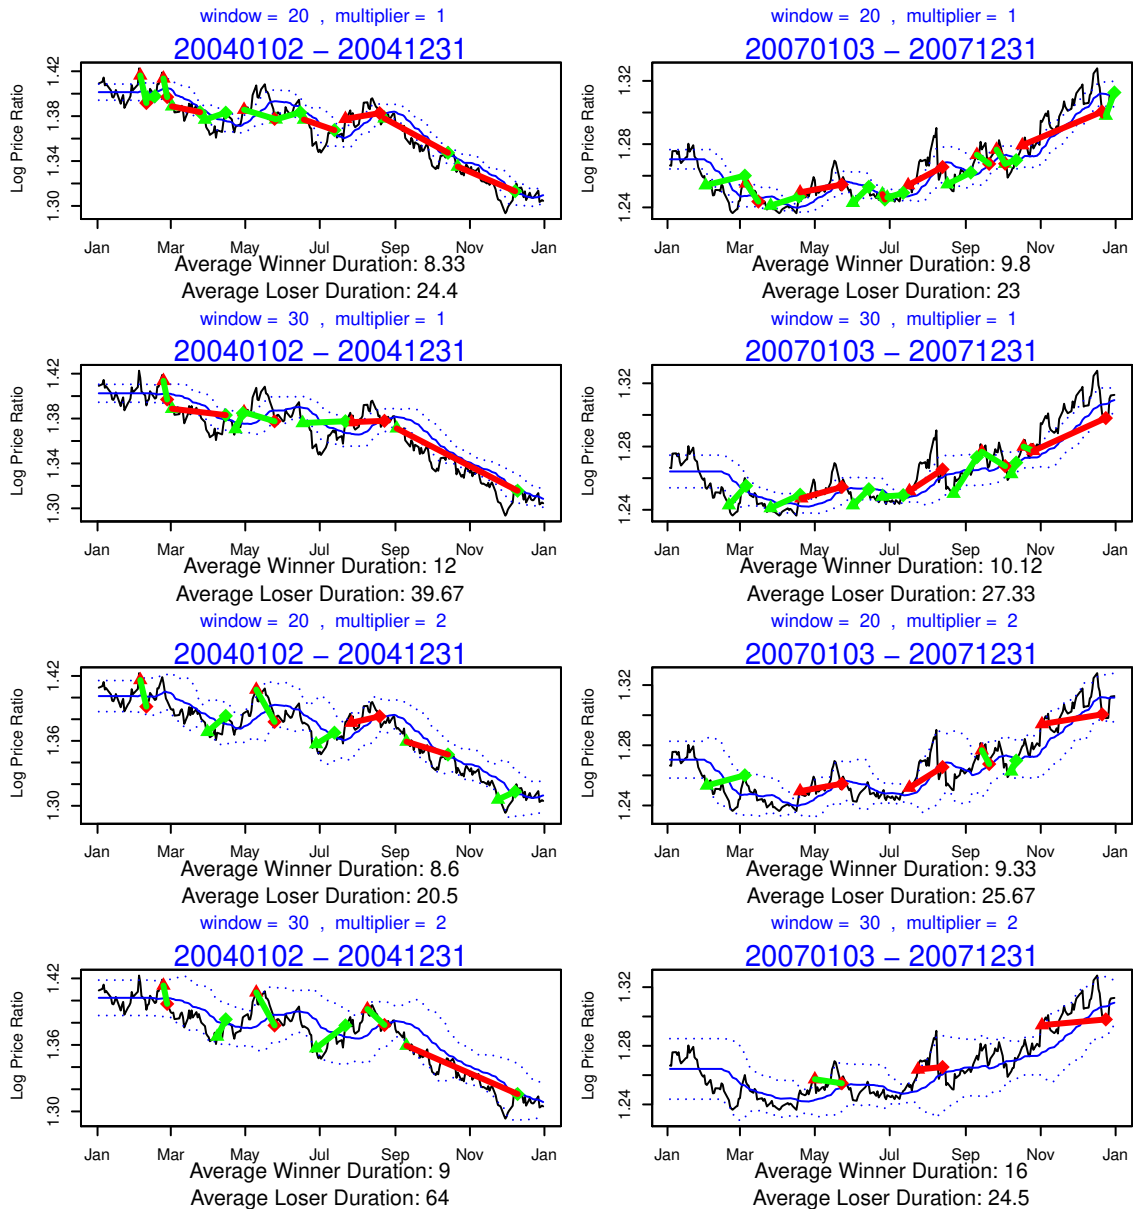 window = 20 , multiplier = 1
20040102 – 20041231
Log Price Ratio
1.30 1.34 1.38 1.42
Jan Mar May Jul Sep Nov Jan
Average Winner Duration: 8.33
Average Loser Duration: 24.4
window = 20 , multiplier = 1
20070103 – 20071231
Log Price Ratio
1.24 1.28 1.32
Jan Mar May Jul Sep Nov Jan
Average Winner Duration: 9.8
Average Loser Duration: 23
window = 30 , multiplier = 1
20040102 – 20041231
Log Price Ratio
1.30 1.34 1.38 1.42
Jan Mar May Jul Sep Nov Jan
Average Winner Duration: 12
Average Loser Duration: 39.67
window = 30 , multiplier = 1
20070103 – 20071231
Log Price Ratio
1.24 1.28 1.32
Jan Mar May Jul Sep Nov Jan
Average Winner Duration: 10.12
Average Loser Duration: 27.33
window = 20 , multiplier = 2
20040102 – 20041231
Log Price Ratio
1.30 1.36 1.42
Jan Mar May Jul Sep Nov Jan
Average Winner Duration: 8.6
Average Loser Duration: 20.5
window = 20 , multiplier = 2
20070103 – 20071231
Log Price Ratio
1.24 1.28 1.32
Jan Mar May Jul Sep Nov Jan
Average Winner Duration: 9.33
Average Loser Duration: 25.67
window = 30 , multiplier = 2
20040102 – 20041231
Log Price Ratio
1.30 1.36 1.42
Jan Mar May Jul Sep Nov Jan
Average Winner Duration: 9
Average Loser Duration: 64
window = 30 , multiplier = 2
20070103 – 20071231
Log Price Ratio
1.24 1.28 1.32
Jan Mar May Jul Sep Nov Jan
Average Winner Duration: 16
Average Loser Duration: 24.5